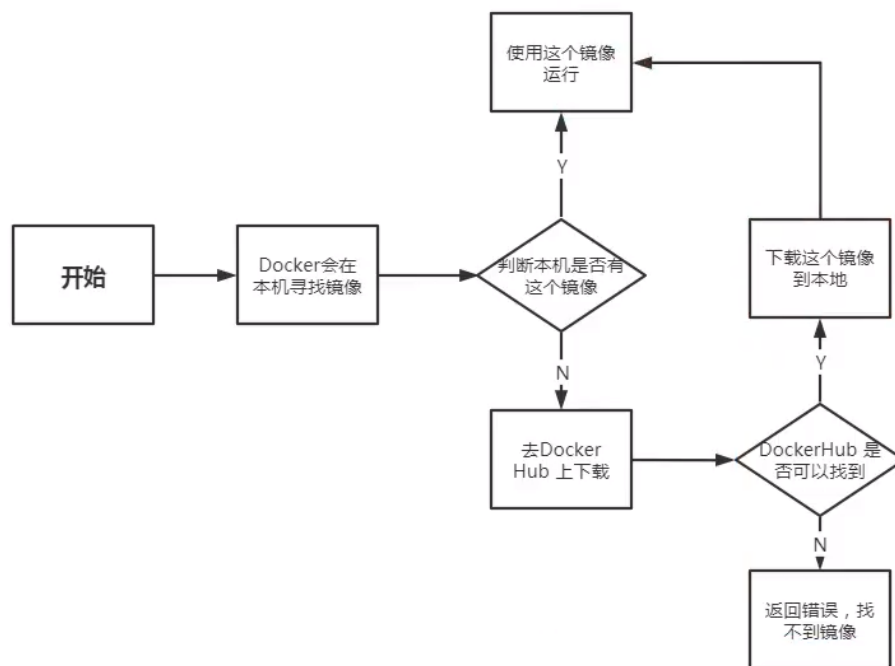 使用这个镜像
运行
Y
开始
Docker会在
本机寻找镜像
判断本机是否有
这个镜像
下载这个镜像
到本地
N
Y
去Docker
Hub 上下载
DockerHub 是
否可以找到
N
返回错误，找
不到镜像